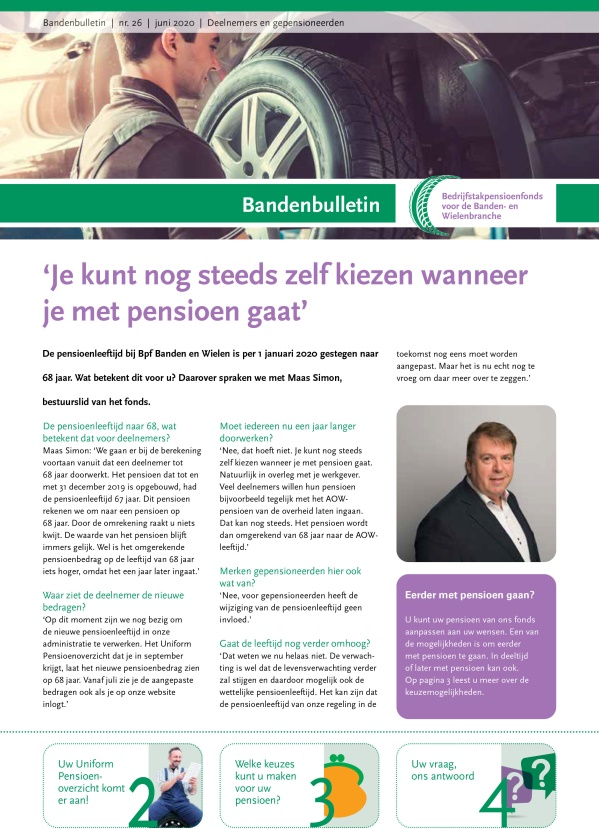 Bandenbulletin | nr. 26 | juni 2020 | Deelnemers en gepensioneerden
Bandenbulletin
Bedrijfstakpensioenfonds
voor de Banden- en
Wielenbranche
‘Je kunt nog steeds zelf kiezen wanneer
je met pensioen gaat’
De pensioenleeftijd bij Bpf Banden en Wielen is per 1 januari 2020 gestegen naar
68 jaar. Wat betekent dit voor u? Daarover spraken we met Maas Simon,
bestuurslid van het fonds.
De pensioenleeftijd naar 68, wat
betekent dat voor deelnemers?
Maas Simon: ‘We gaan er bij de berekening
voortaan vanuit dat een deelnemer tot
68 jaar doorwerkt. Het pensioen dat tot en
met 31 december 2019 is opgebouwd, had
de pensioenleeftijd 67 jaar. Dit pensioen
rekenen we om naar een pensioen op
68 jaar. Door de omrekening raakt u niets
kwijt. De waarde van het pensioen blijft
immers gelijk. Wel is het omgerekende
pensioenbedrag op de leeftijd van 68 jaar
iets hoger, omdat het een jaar later ingaat.’
Waar ziet de deelnemer de nieuwe
bedragen?
‘Op dit moment zijn we nog bezig om
de nieuwe pensioenleeftijd in onze
administratie te verwerken. Het Uniform
Pensioenoverzicht dat je in september
krijgt, laat het nieuwe pensioenbedrag zien
op 68 jaar. Vanaf juli zie je de aangepaste
bedragen ook als je op onze website
inlogt.’
Moet iedereen nu een jaar langer
doorwerken?
‘Nee, dat hoeft niet. Je kunt nog steeds
zelf kiezen wanneer je met pensioen gaat.
Natuurlijk in overleg met je werkgever.
Veel deelnemers willen hun pensioen
bijvoorbeeld tegelijk met het AOW-
pensioen van de overheid laten ingaan.
Dat kan nog steeds. Het pensioen wordt
dan omgerekend van 68 jaar naar de AOW-
leeftijd.’
Merken gepensioneerden hier ook
wat van?
‘Nee, voor gepensioneerden heeft de
wijziging van de pensioenleeftijd geen
invloed.’
Gaat de leeftijd nog verder omhoog?
‘Dat weten we nu helaas niet. De verwach-
ting is wel dat de levensverwachting verder
zal stijgen en daardoor mogelijk ook de
wettelijke pensioenleeftijd. Het kan zijn dat
de pensioenleeftijd van onze regeling in de
toekomst nog eens moet worden
aangepast. Maar het is nu echt nog te
vroeg om daar meer over te zeggen.’
Eerder met pensioen gaan?
U kunt uw pensioen van ons fonds
aanpassen aan uw wensen. Een van
de mogelijkheden is om eerder
met pensioen te gaan. In deeltijd
of later met pensioen kan ook.
Op pagina 3 leest u meer over de
keuzemogelijkheden.
Uw Uniform
Pensioen-
overzicht komt
er aan!
2
Welke keuzes
kunt u maken
voor uw
pensioen?
3
Uw vraag,
ons antwoord
4
? ?